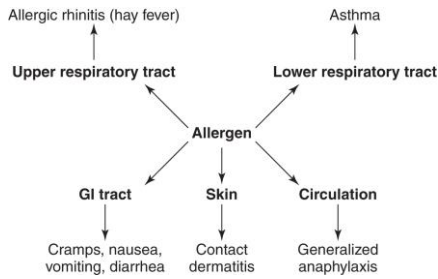 Allergic rhinitis (hay fever)
Asthma
Upper respiratory tract
Lower respiratory tract
Allergen
GI tract
Skin
Circulation
Cramps, nausea,
vomiting, diarrhea
Contact
dermatitis
Generalized
anaphylaxis